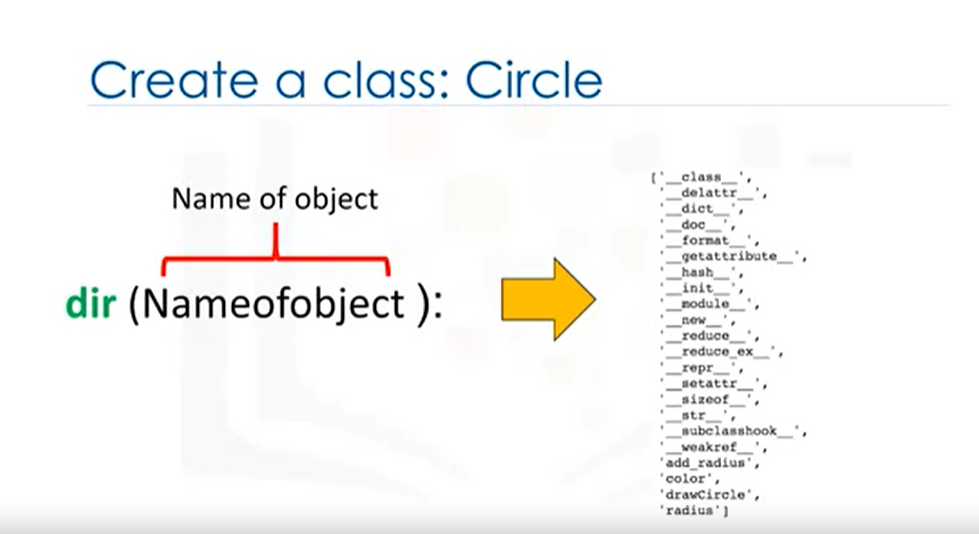 Create a class: Circle
Name of object
dir (Nameofobject ):
['__class__',
'__delattr__',
'__dict__',
'__doc__',
'__format__',
'__getattribute__',
'__hash__',
'__init__',
'__module__',
'__new__',
'__reduce__',
'__reduce_ex__',
'__repr__',
'__setattr__',
'__sizeof__',
'__str__',
'__subclasshook__',
'__weakref__',
'add_radius',
'color',
'drawCircle',
'radius']